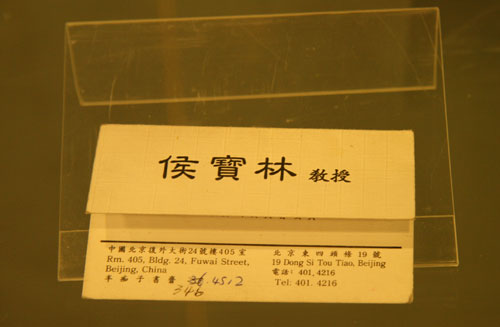 侯寶林 教授
中國北京復外大街24號樓405室
Rm. 405, Bldg. 24, Fuwai Street,
Beijing, China
北京東四頭條19號
19 Dong Si Tou Tiao, Beijing
電話: 401. 4216
Tel: 401. 4216
4512
346